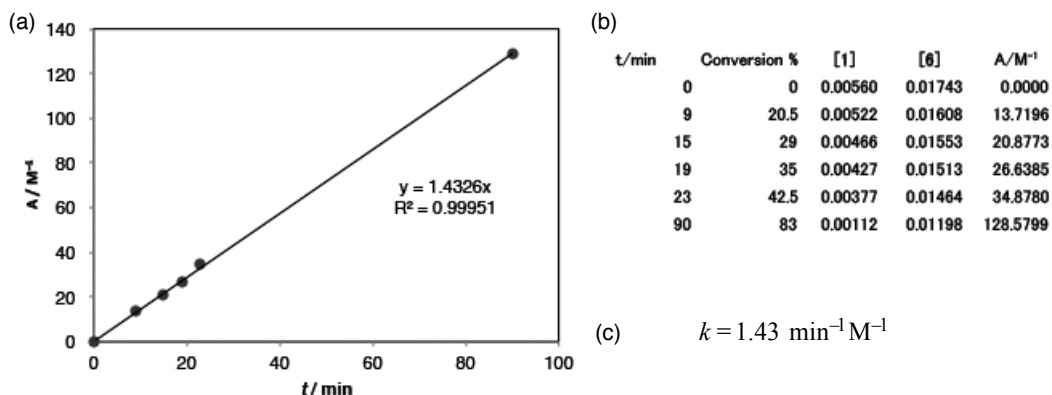 (a)
140
120
100
80
60
40
20
0
A / M⁻¹
y = 1.4326x
R² = 0.99951
0 20 40 60 80 100
t / min
(b)
t/min Conversion % [1] [6] A/M⁻¹
0 0 0.00560 0.01743 0.0000
9 20.5 0.00522 0.01608 13.7196
15 29 0.00466 0.01553 20.8773
19 35 0.00427 0.01513 26.6385
23 42.5 0.00377 0.01464 34.8780
90 83 0.00112 0.01198 128.5799
(c) k = 1.43 min⁻¹ M⁻¹